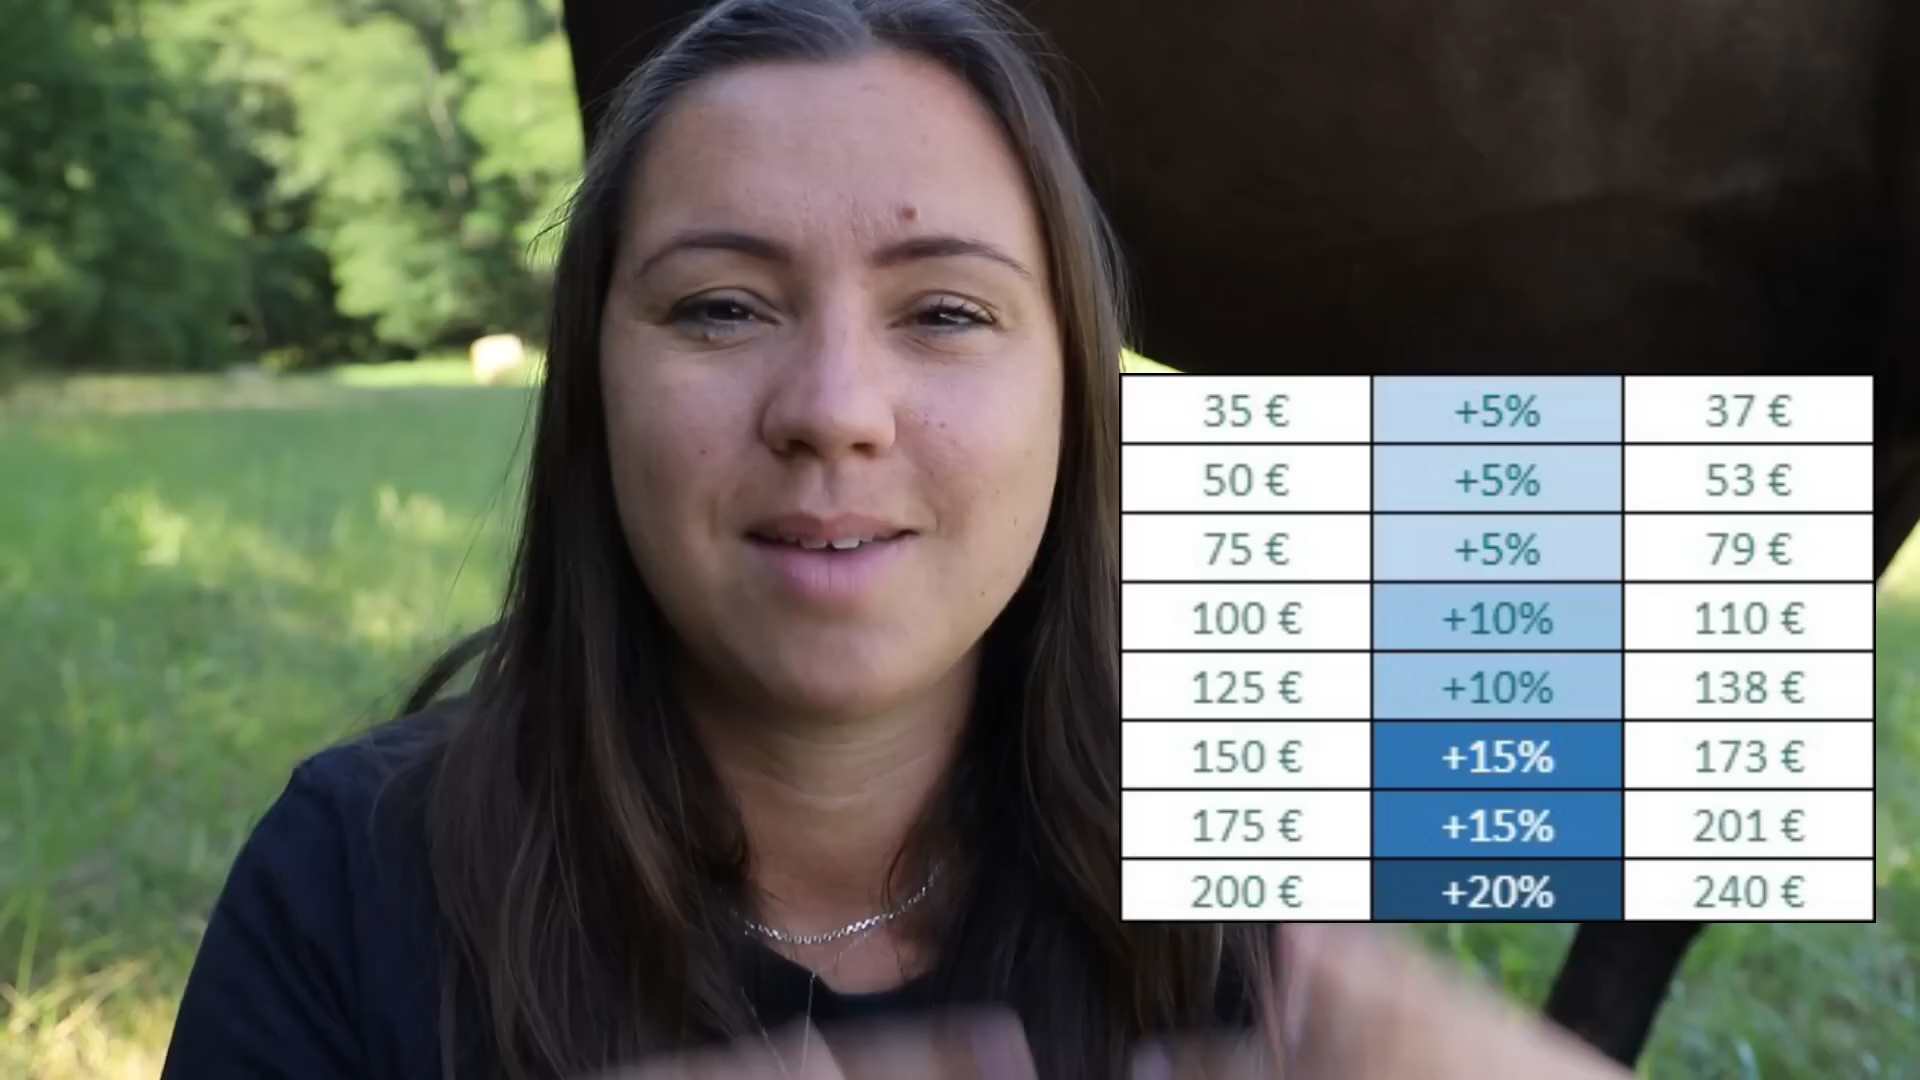 35 € +5% 37 €
50 € +5% 53 €
75 € +5% 79 €
100 € +10% 110 €
125 € +10% 138 €
150 € +15% 173 €
175 € +15% 201 €
200 € +20% 240 €